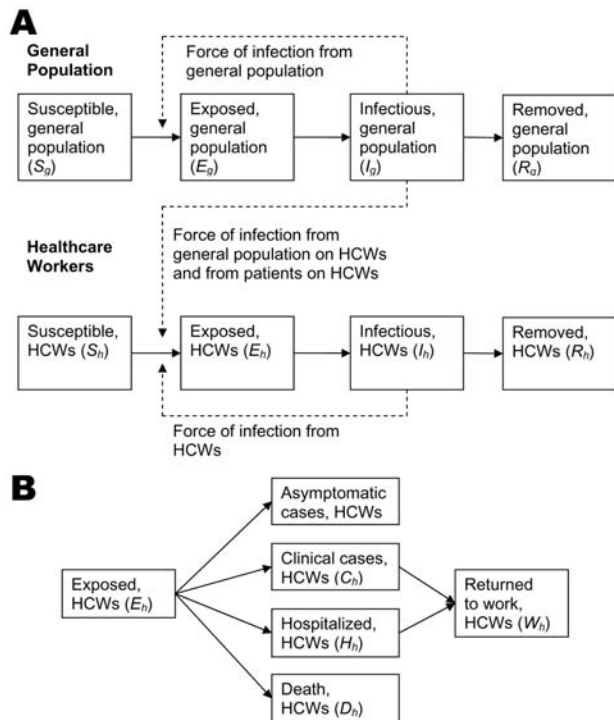 A
General
Population
Force of infection from
general population
Susceptible,
general
population
(Sg)
Exposed,
general
population
(Eg)
Infectious,
general
population
(Ig)
Removed,
general
population
(Rg)
Healthcare
Workers
Force of infection from
general population on HCWs
and from patients on HCWs
Susceptible,
HCWs (Sh)
Exposed,
HCWs (Eh)
Infectious,
HCWs (Ih)
Removed,
HCWs (Rh)
Force of infection from
HCWs
B
Exposed,
HCWs (Eh)
Asymptomatic
cases, HCWs
Clinical cases,
HCWs (Ch)
Hospitalized,
HCWs (Hh)
Death,
HCWs (Dh)
Returned
to work,
HCWs (Wh)